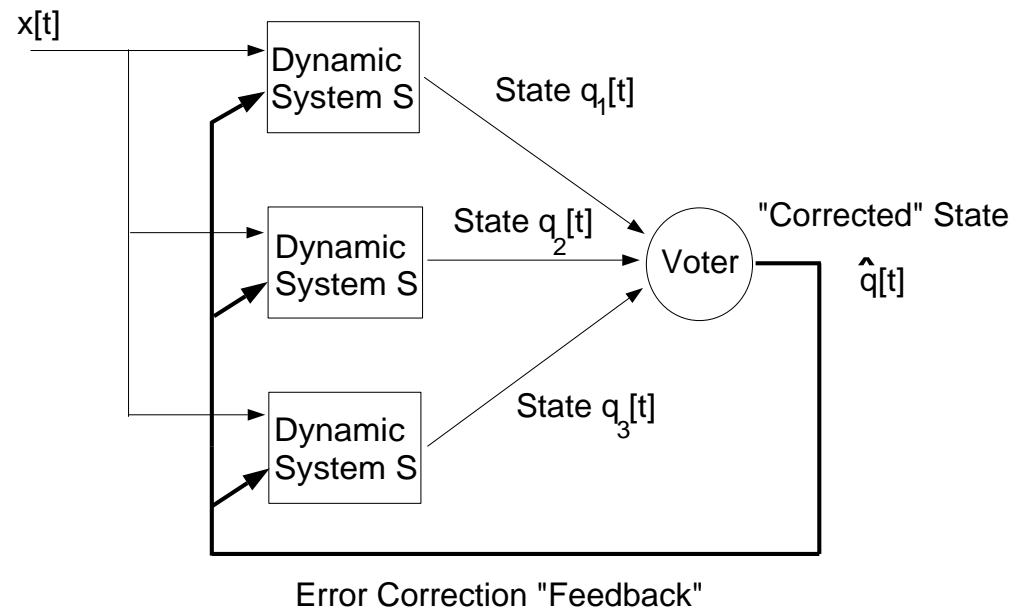 x[t]
Dynamic
System S
State q₁[t]
Dynamic
System S
State q₂[t]
Voter
"Corrected" State
q̂[t]
Dynamic
System S
State q₃[t]
Error Correction "Feedback"